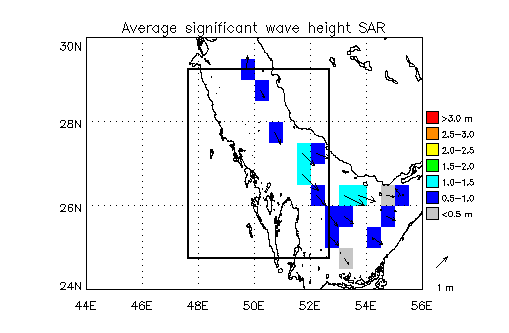 Average significant wave height SAR
30N
28N
26N
24N
44E 46E 48E 50E 52E 54E 56E
>3.0 m
2.5-3.0
2.0-2.5
1.5-2.0
1.0-1.5
0.5-1.0
<0.5 m
1 m